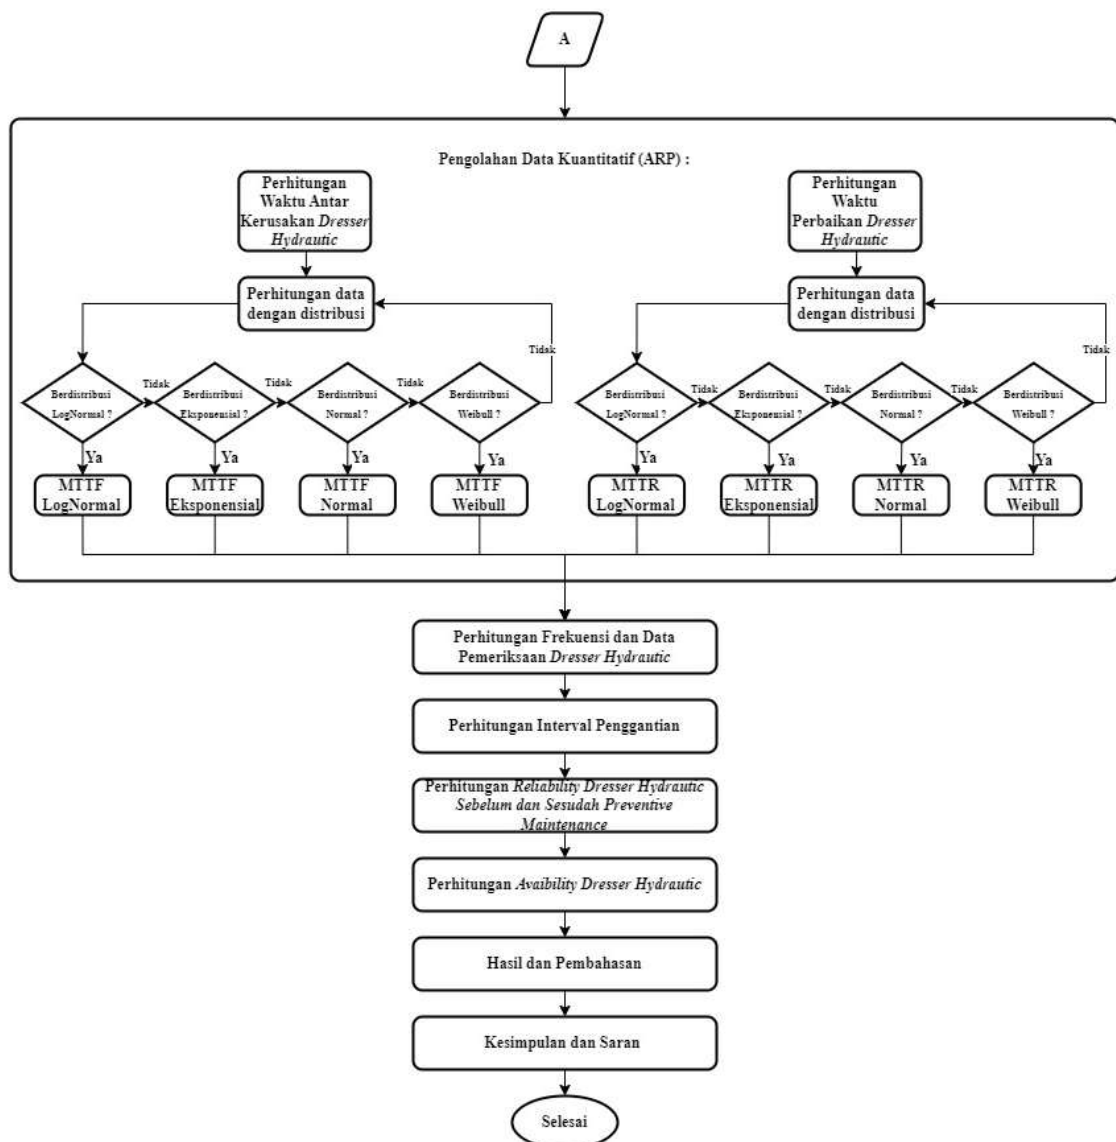 A
Pengolahan Data Kuantitatif (ARP) :
Perhitungan
Waktu Antar
Kerusakan Dresser
Hydrautic
Perhitungan data
dengan distribusi
Tidak
Berdistribusi
LogNormal ?
Tidak
Berdistribusi
Eksponensial ?
Tidak
Berdistribusi
Normal ?
Tidak
Berdistribusi
Weibull ?
Ya
Ya
Ya
Ya
MTTF
LogNormal
MTTF
Eksponensial
MTTF
Normal
MTTF
Weibull
Perhitungan
Waktu
Perbaikan Dresser
Hydrautic
Perhitungan data
dengan distribusi
Tidak
Berdistribusi
LogNormal ?
Tidak
Berdistribusi
Eksponensial ?
Tidak
Berdistribusi
Normal ?
Tidak
Berdistribusi
Weibull ?
Ya
Ya
Ya
Ya
MTTR
LogNormal
MTTR
Eksponensial
MTTR
Normal
MTTR
Weibull
Perhitungan Frekuensi dan Data
Pemeriksaan Dresser Hydrautic
Perhitungan Interval Penggantian
Perhitungan Reliability Dresser Hydrautic
Sebelum dan Sesudah Preventive
Maintenance
Perhitungan Avaibility Dresser Hydrautic
Hasil dan Pembahasan
Kesimpulan dan Saran
Selesai